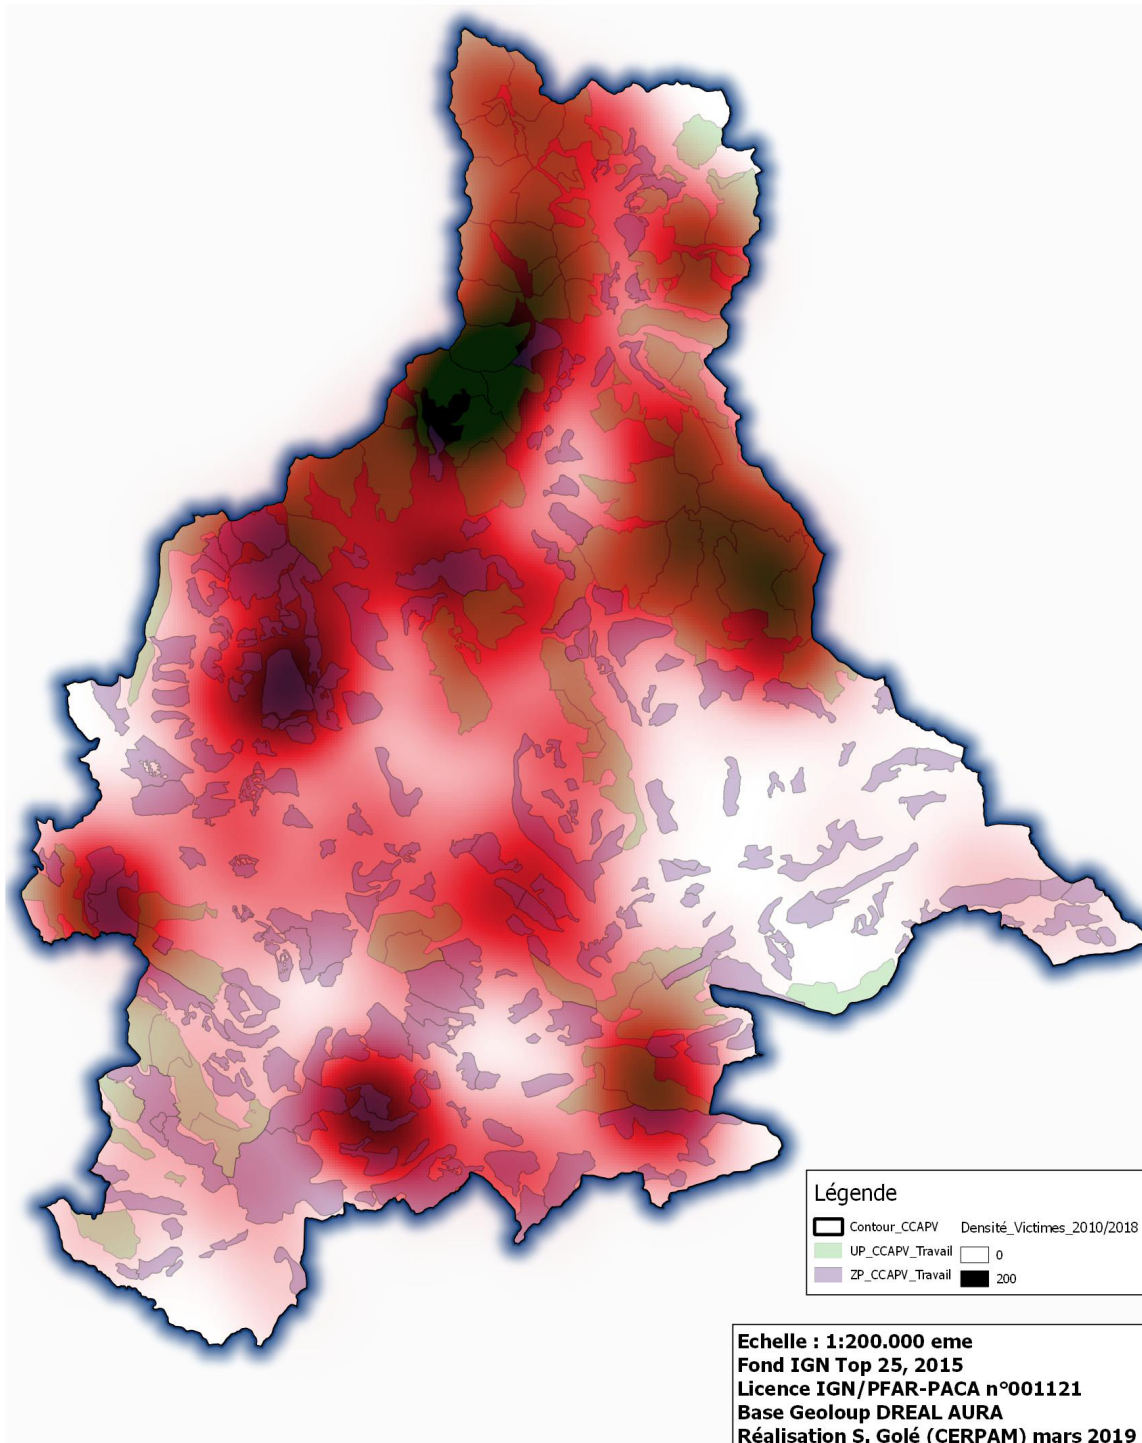 Légende
Contour_CCAPV
UP_CCAPV_Travail
ZP_CCAPV_Travail
Densité_Victimes_2010/2018
0
200
Echelle : 1:200.000 eme
Fond IGN Top 25, 2015
Licence IGN/PFAR-PACA n°001121
Base Geoloup DREAL AURA
Réalisation S. Golé (CERPAM) mars 2019